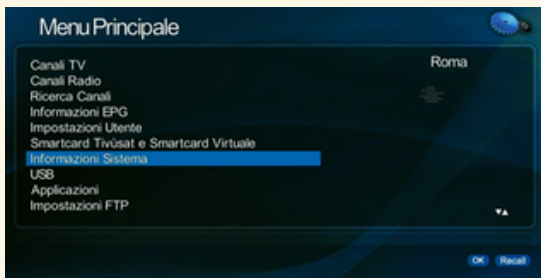 Menu Principale
Canali TV
Roma
Canali Radio
Ricerca Canali
Informazioni EPG
Impostazioni Utente
Smartcard Tivùsat e Smartcard Virtuale
Informazioni Sistema
USB
Applicazioni
Impostazioni FTP
OK Recall